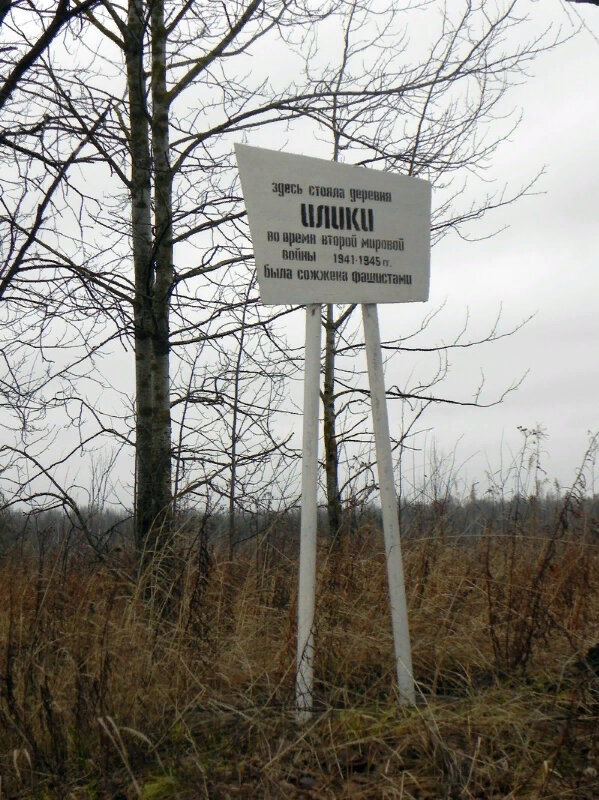 здесь стояла деревня
ИЛИКИ
во время второй мировой
войны 1941-1945 гг.
была сожжена фашистами